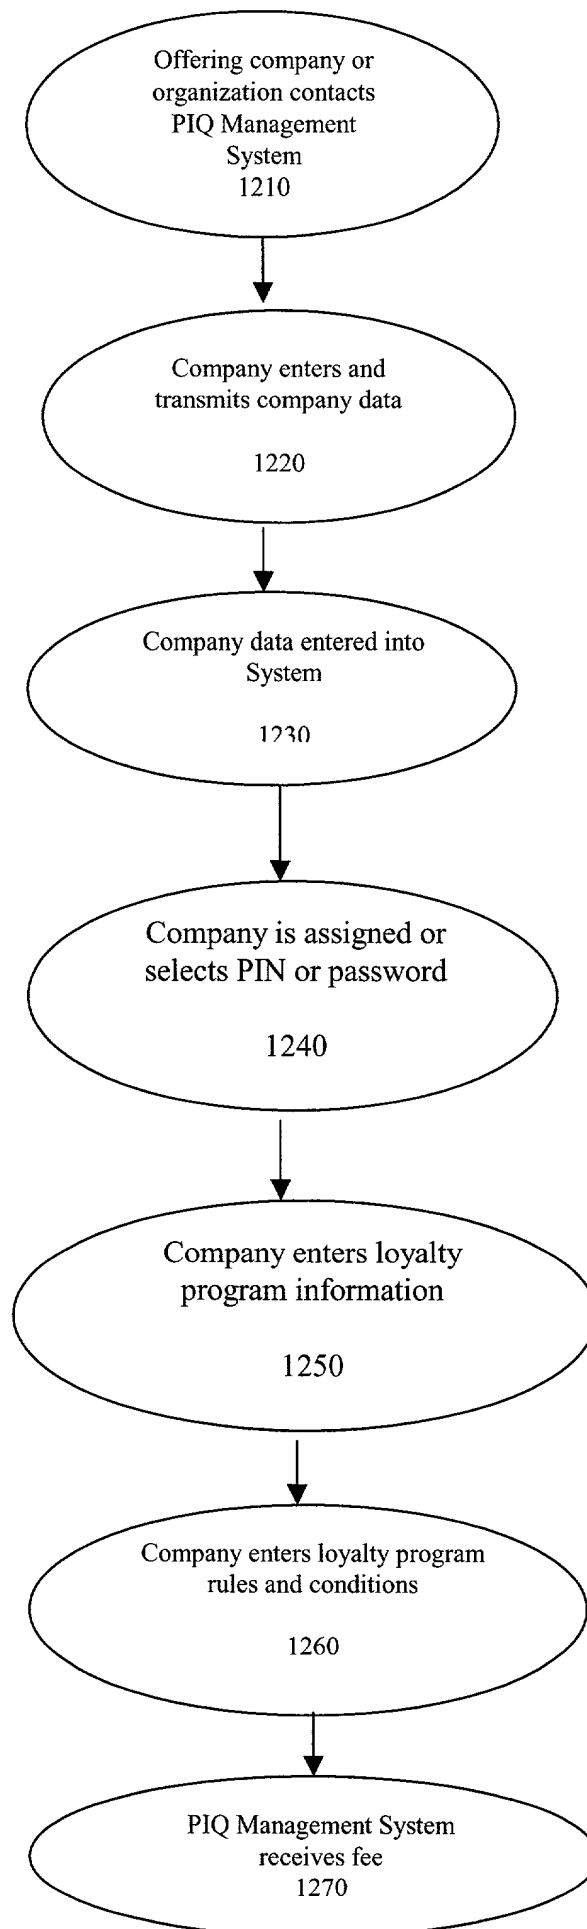 Offering company or
organization contacts
PIQ Management
System
1210
Company enters and
transmits company data
1220
Company data entered into
System
1230
Company is assigned or
selects PIN or password
1240
Company enters loyalty
program information
1250
Company enters loyalty program
rules and conditions
1260
PIQ Management System
receives fee
1270